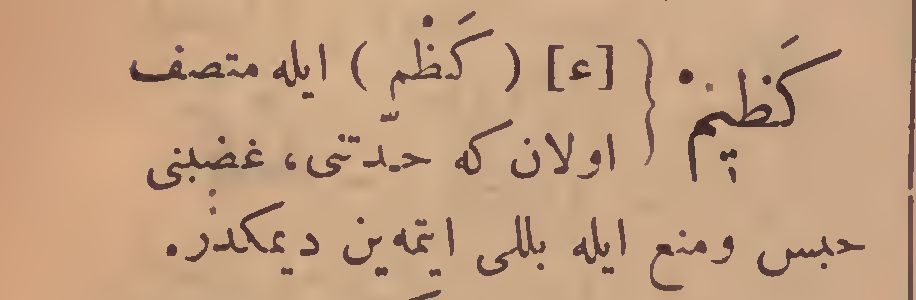 كَظِيمْ { [ع] ( كَظْم ) ايله متصف
اولان كه حدّتنى، غضبنى
حبس ومنع ايله بللى ايتمه‌ين ديمكدر.